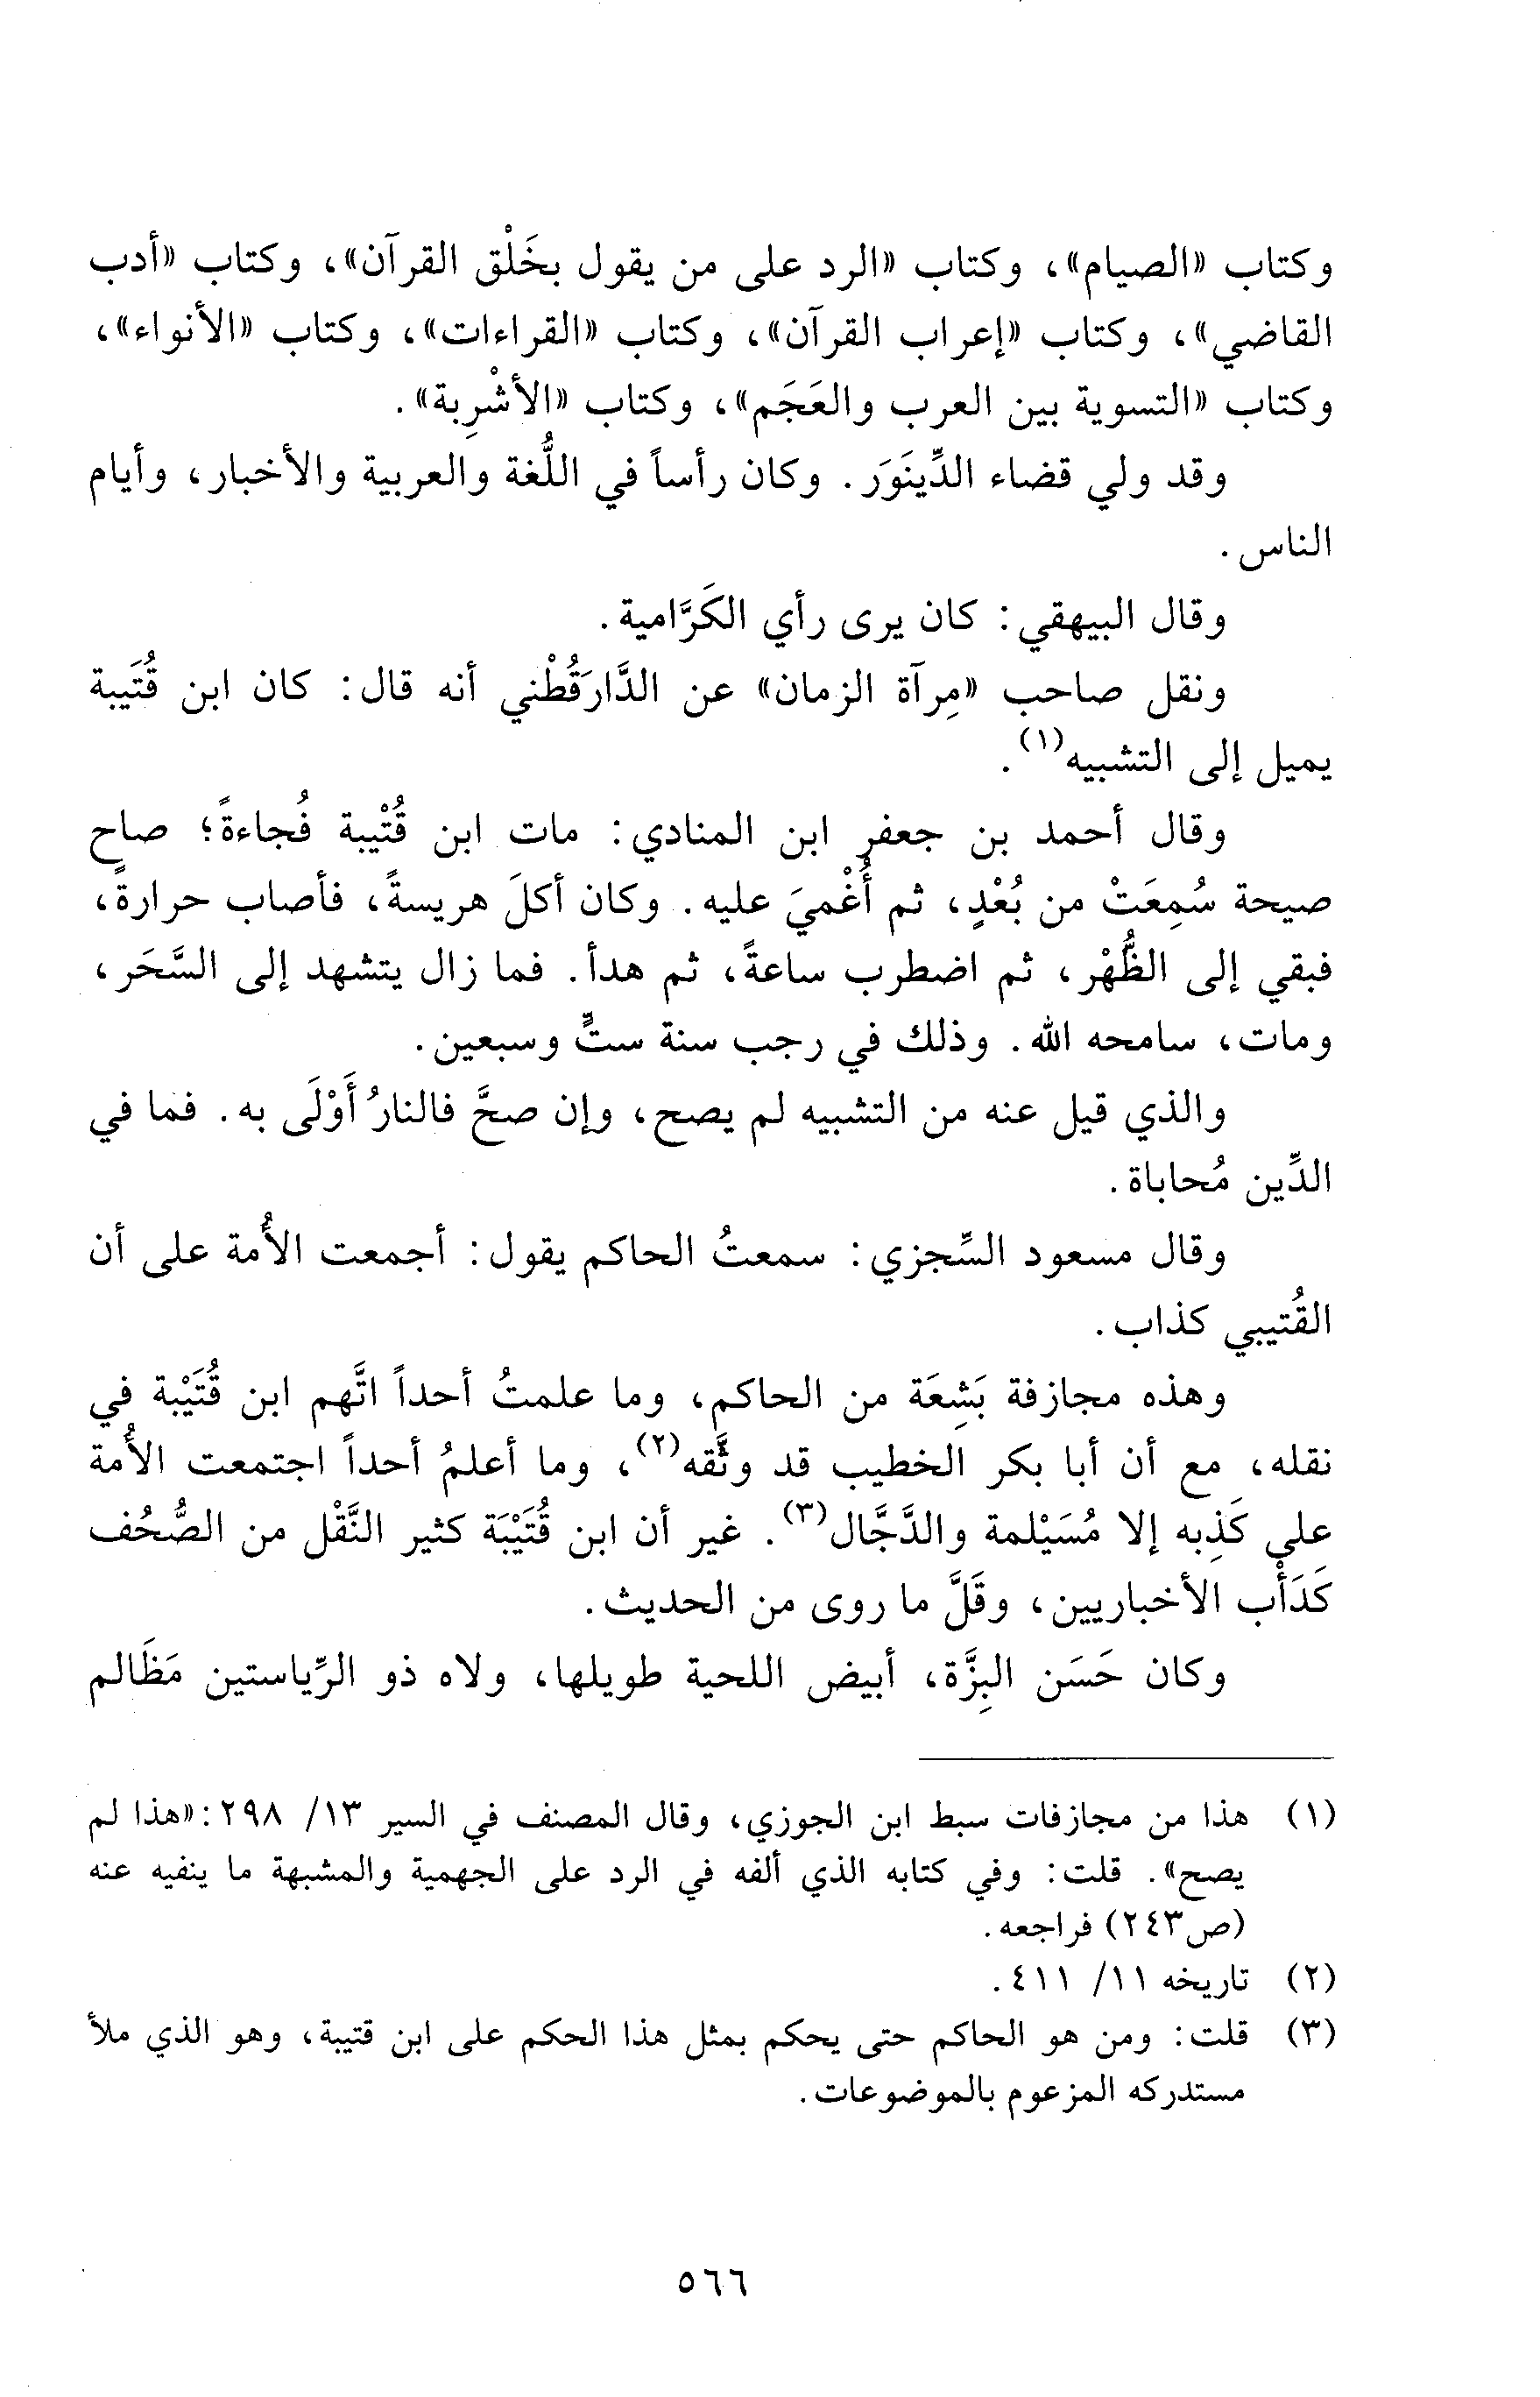 وكتاب «الصيام»، وكتاب «الرد على من يقول بخَلْق القرآن»، وكتاب «أدب
القاضي»، وكتاب «إعراب القرآن»، وكتاب «القراءات»، وكتاب «الأنواء»،
وكتاب «التسوية بين العرب والعَجَم»، وكتاب «الأشْرِبة».
وقد ولي قضاء الدِّينَوَر. وكان رأساً في اللُّغة والعربية والأخبار، وأيام
الناس.
وقال البيهقي: كان يرى رأي الكَرَّامية.
ونقل صاحب «مِرآة الزمان» عن الدَّارَقُطْني أنه قال: كان ابن قُتَيبة
يميل إلى التشبيه(١).
وقال أحمد بن جعفر ابن المنادي: مات ابن قُتْيبة فُجاءةً؛ صاح
صيحة سُمِعَتْ من بُعْدٍ، ثم أُغْميَ عليه. وكان أكلَ هريسةً، فأصاب حرارةً،
فبقي إلى الظُّهْر، ثم اضطرب ساعةً، ثم هدأ. فما زال يتشهد إلى السَّحَر،
ومات، سامحه الله. وذلك في رجب سنة ستٍّ وسبعين.
والذي قيل عنه من التشبيه لم يصح، وإن صحَّ فالنارُ أَوْلَى به. فما في
الدِّين مُحاباة.
وقال مسعود السِّجزي: سمعتُ الحاكم يقول: أجمعت الأُمة على أن
القُتيبي كذاب.
وهذه مجازفة بَشِعَة من الحاكم، وما علمتُ أحداً اتَّهم ابن قُتَيْبة في
نقله، مع أن أبا بكر الخطيب قد وثَّقه(٢)، وما أعلمُ أحداً اجتمعت الأُمة
على كَذِبه إلا مُسَيْلمة والدَّجَّال(٣). غير أن ابن قُتَيْبَة كثير النَّقْل من الصُّحُف
كَدَأْب الأخباريين، وقَلَّ ما روى من الحديث.
وكان حَسَن البِزَّة، أبيض اللحية طويلها، ولاه ذو الرِّياستين مَظَالم
(١) هذا من مجازفات سبط ابن الجوزي، وقال المصنف في السير ١٣/ ٢٩٨:«هذا لم
يصح». قلت: وفي كتابه الذي ألفه في الرد على الجهمية والمشبهة ما ينفيه عنه
(ص٢٤٣) فراجعه.
(٢) تاريخه ١١/ ٤١١.
(٣) قلت: ومن هو الحاكم حتى يحكم بمثل هذا الحكم على ابن قتيبة، وهو الذي ملأ
مستدركه المزعوم بالموضوعات.
٥٦٦